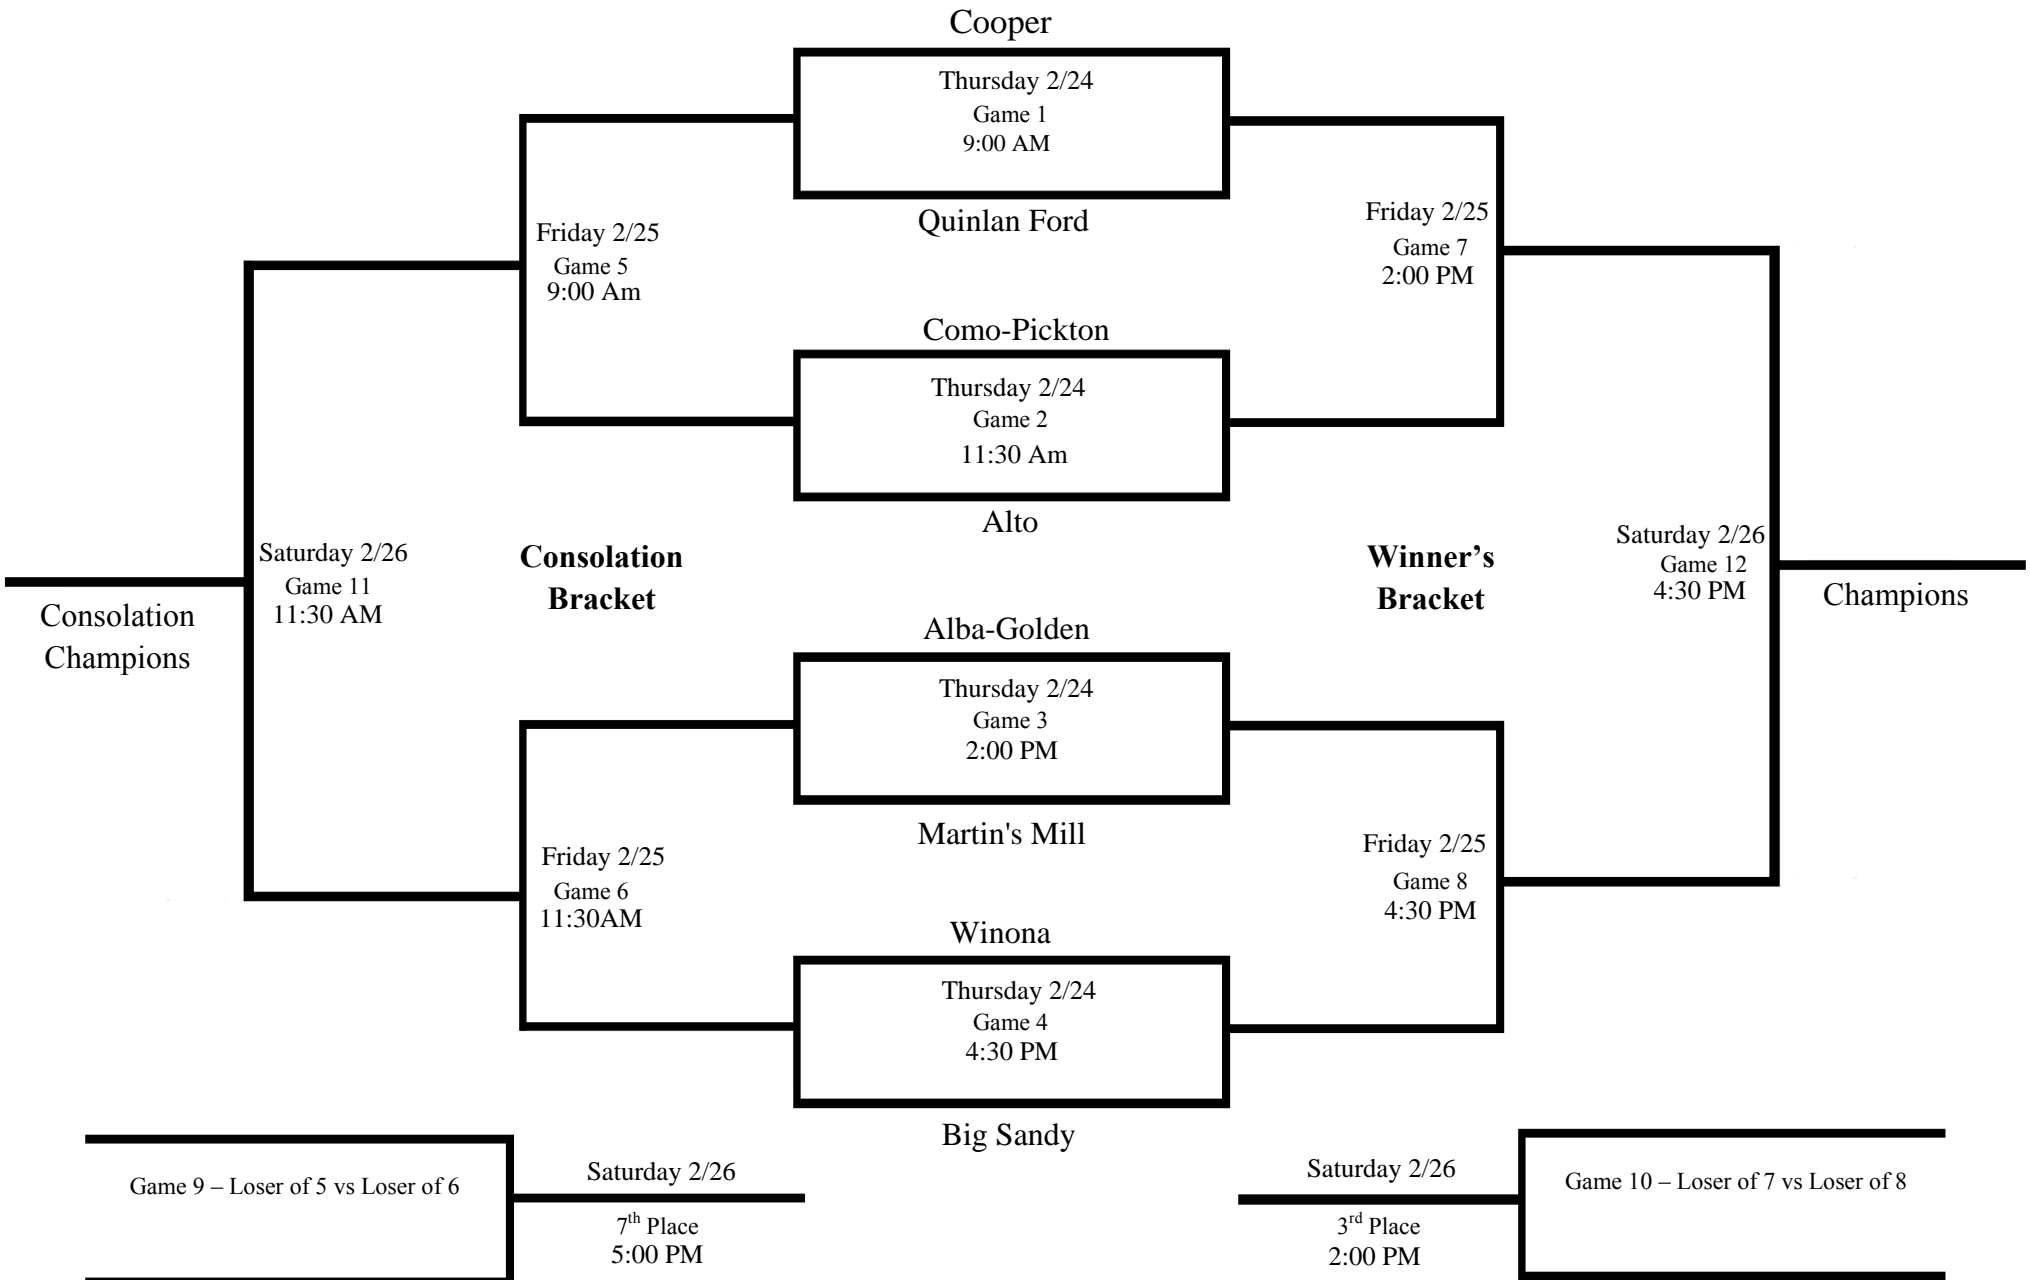 Cooper
Thursday 2/24
Game 1
9:00 AM
Quinlan Ford
Friday 2/25
Game 5
9:00 Am
Friday 2/25
Game 7
2:00 PM
Como-Pickton
Thursday 2/24
Game 2
11:30 Am
Alto
Saturday 2/26
Game 11
11:30 AM
Consolation
Bracket
Winner's
Bracket
Saturday 2/26
Game 12
4:30 PM
Consolation
Champions
Champions
Alba-Golden
Thursday 2/24
Game 3
2:00 PM
Martin's Mill
Friday 2/25
Game 6
11:30AM
Friday 2/25
Game 8
4:30 PM
Winona
Thursday 2/24
Game 4
4:30 PM
Big Sandy
Game 9 – Loser of 5 vs Loser of 6
Saturday 2/26
7th Place
5:00 PM
Saturday 2/26
3rd Place
2:00 PM
Game 10 – Loser of 7 vs Loser of 8